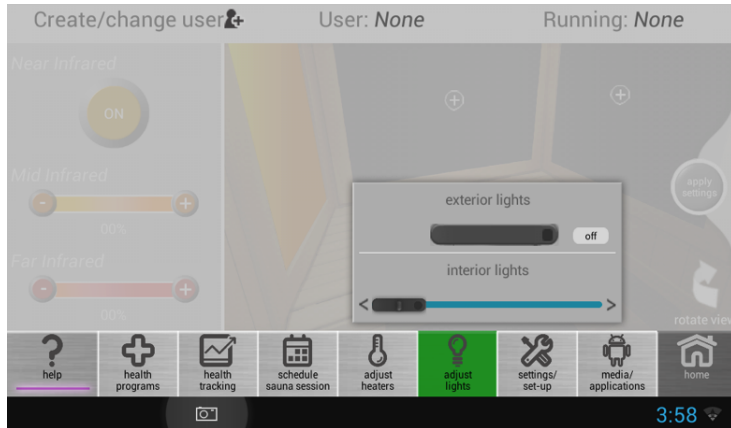 Create/change user
User: None
Running: None
Near Infrared
ON
Mid Infrared
- +
00%
Far Infrared
- +
00%
apply
settings
exterior lights
off
interior lights
< >
rotate view
help
health
programs
health
tracking
schedule
sauna session
adjust
heaters
adjust
lights
settings/
set-up
media/
applications
home
3:58